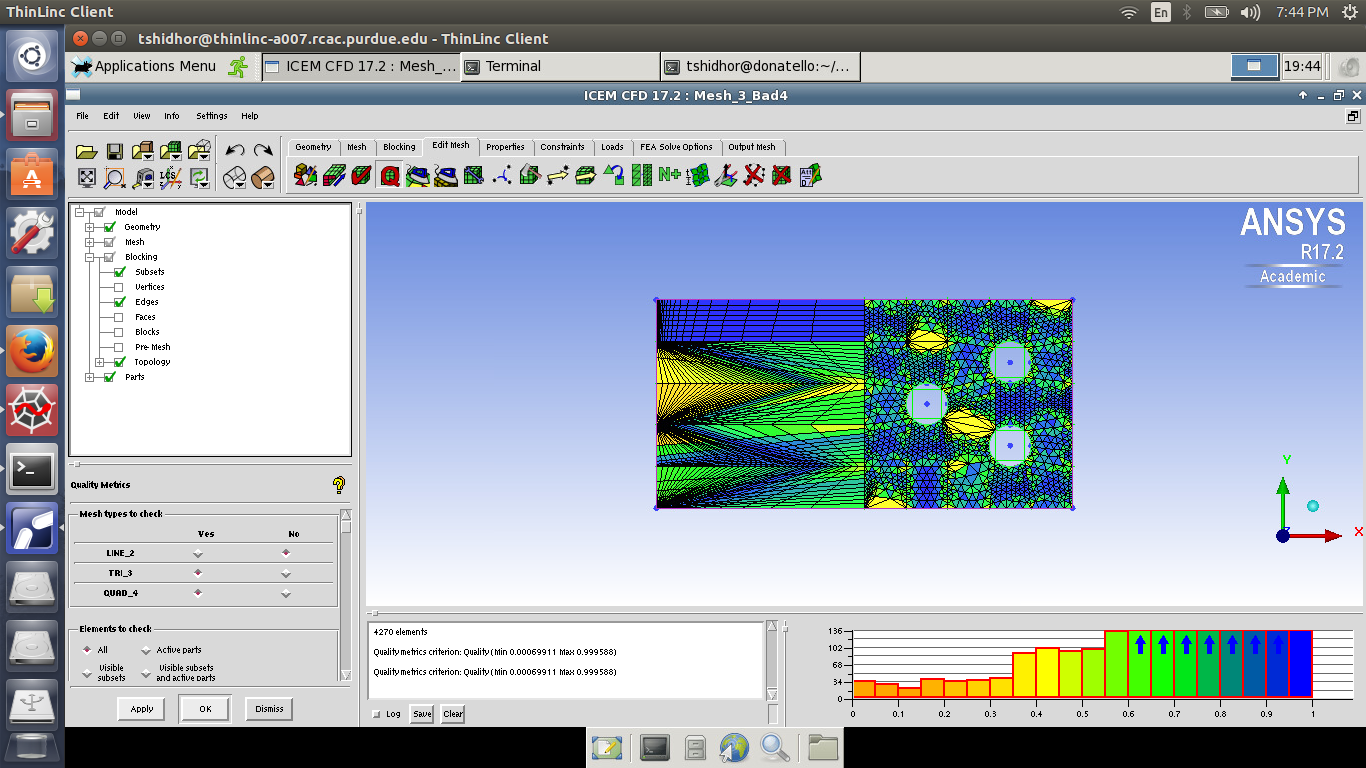 ThinLinc Client
En
7:44 PM
tshidhor@thinlinc-a007.rcac.purdue.edu - ThinLinc Client
Applications Menu
ICEM CFD 17.2 : Mesh_...
Terminal
tshidhor@donatello:~/...
19:44
ICEM CFD 17.2 : Mesh_3_Bad4
File Edit View Info Settings Help
Geometry Mesh Blocking Edit Mesh Properties Constraints Loads FEA Solve Options Output Mesh
LCS
Q
N+
Model
Geometry
Mesh
Blocking
Subsets
Vertices
Edges
Faces
Blocks
Pre-Mesh
Topology
Parts
ANSYS
R17.2
Academic
Y
X
Quality Metrics
Mesh types to check
Yes No
LINE_2
TRI_3
QUAD_4
Elements to check
All Active parts
Visible subsets
Visible subsets and active parts
Apply OK Dismiss
4270 elements
Quality metrics criterion: Quality (Min 0.00069911 Max 0.999588)
Quality metrics criterion: Quality (Min 0.00069911 Max 0.999588)
Log Save Clear
136
102
68
34
0
0 0.1 0.2 0.3 0.4 0.5 0.6 0.7 0.8 0.9 1